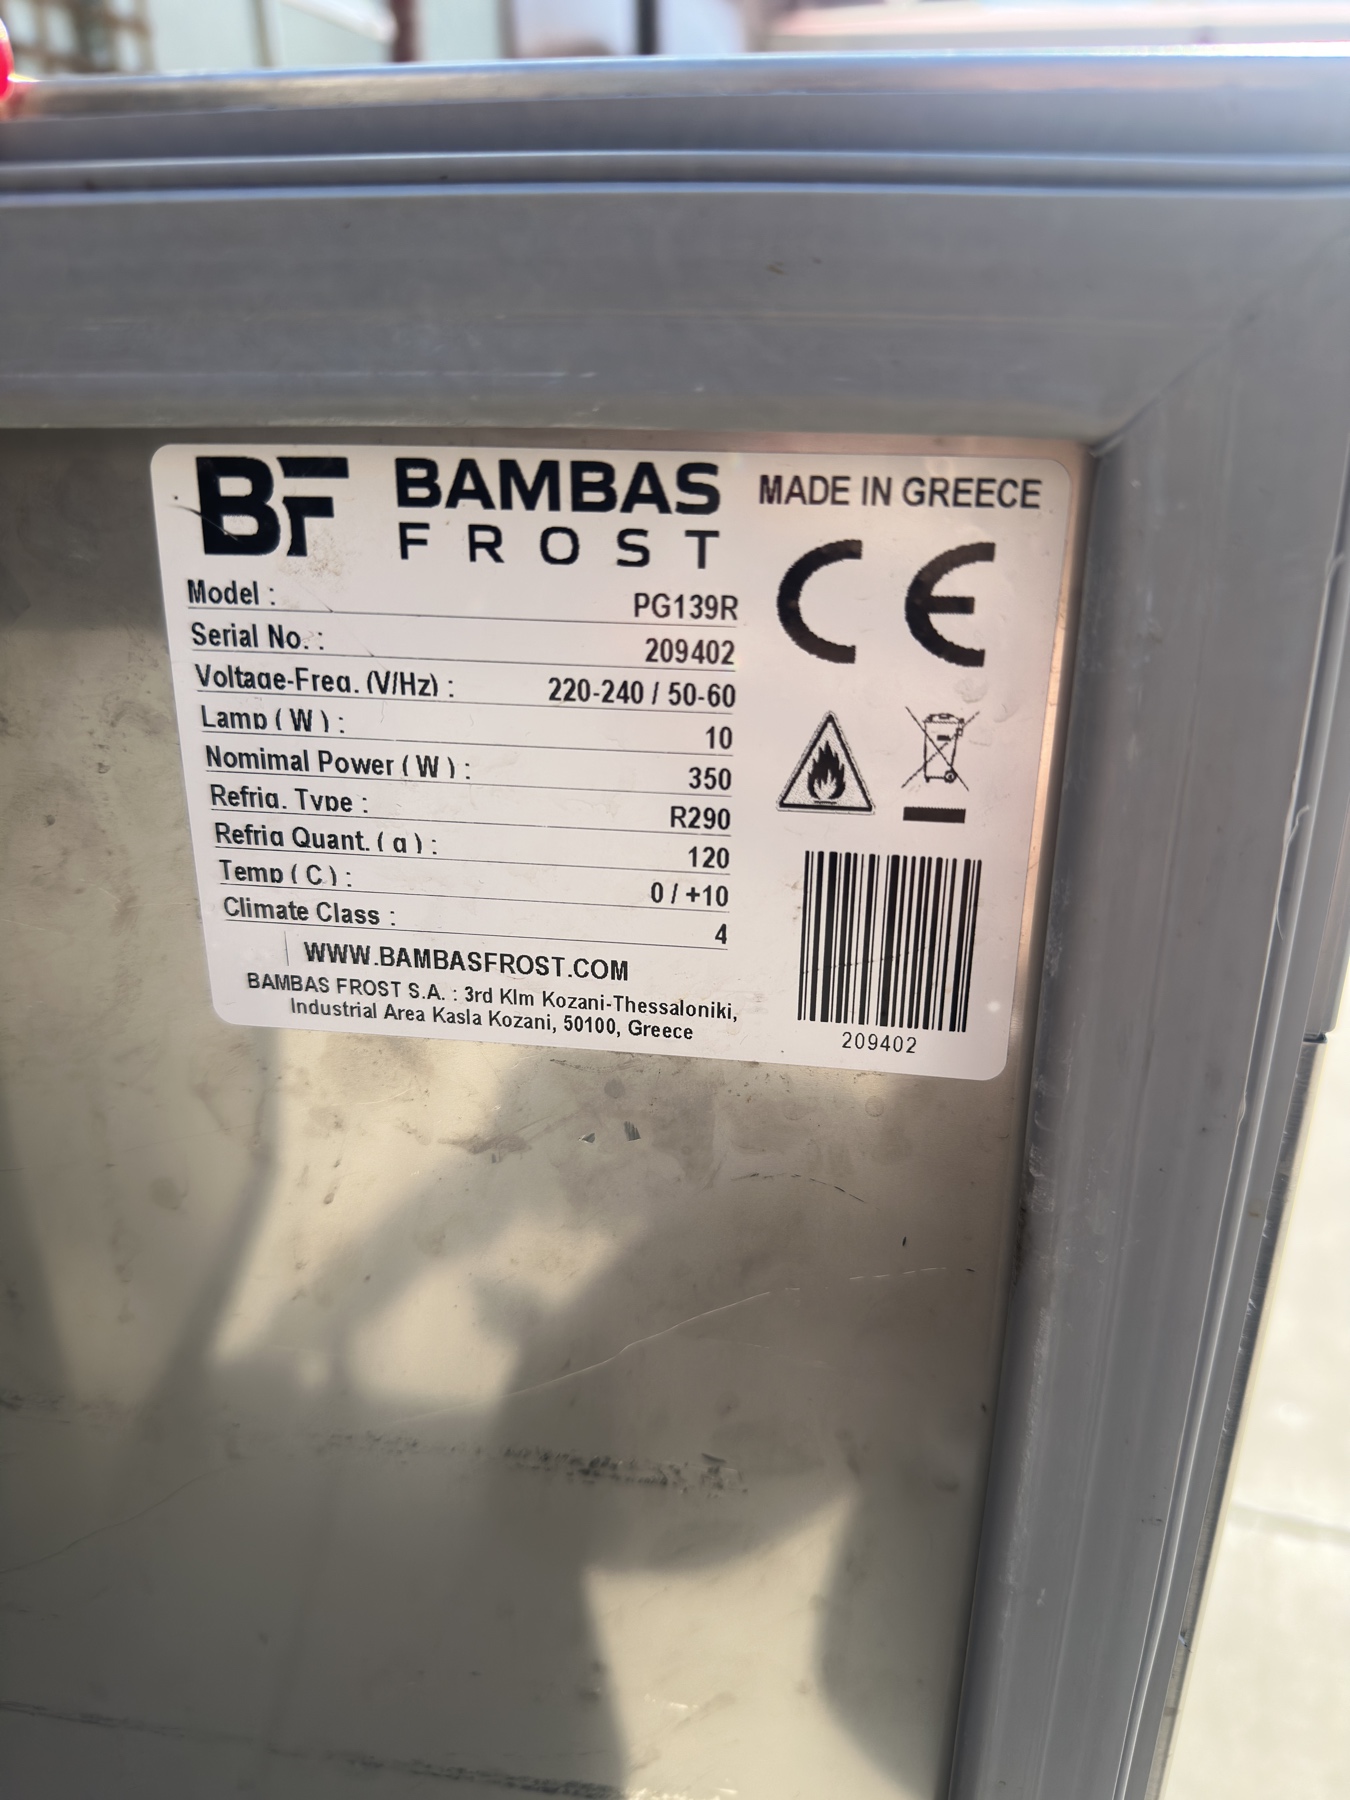 BF BAMBAS FROST MADE IN GREECE
CE
Model : PG139R
Serial No. : 209402
Voltage-Freq. (V/Hz) : 220-240 / 50-60
Lamp ( W ) : 10
Nomimal Power ( W ) : 350
Refrig. Type : R290
Refrig Quant. ( g ) : 120
Temp ( C ) : 0 / +10
Climate Class : 4
WWW.BAMBASFROST.COM
BAMBAS FROST S.A. : 3rd Klm Kozani-Thessaloniki,
Industrial Area Kasla Kozani, 50100, Greece
209402